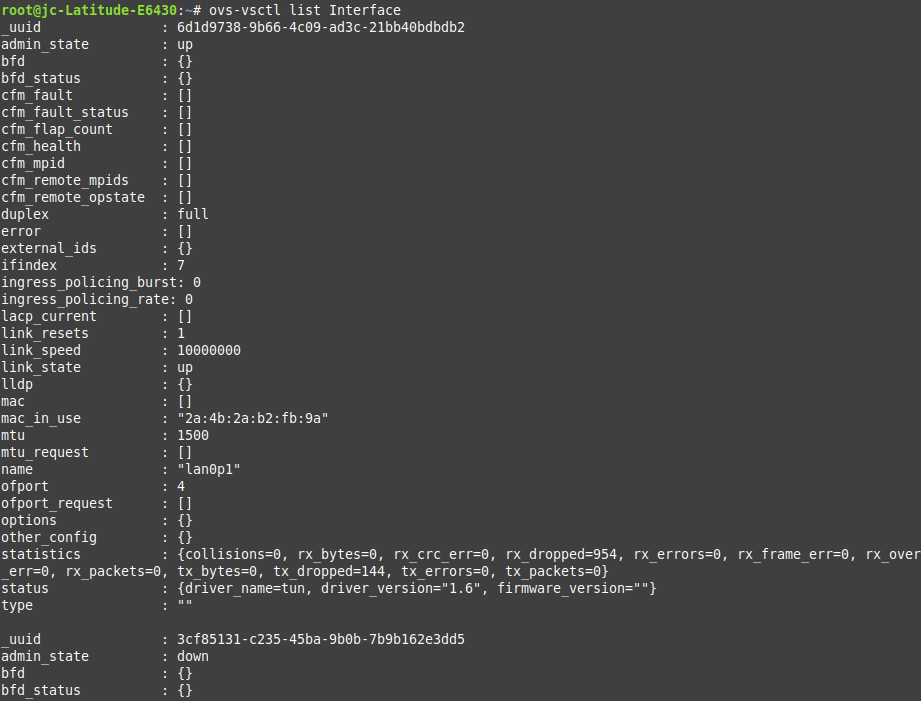 root@jc-Latitude-E6430:~# ovs-vsctl list Interface
_uuid               : 6d1d9738-9b66-4c09-ad3c-21bb40bdbdb2
admin_state         : up
bfd                 : {}
bfd_status          : {}
cfm_fault           : []
cfm_fault_status    : []
cfm_flap_count      : []
cfm_health          : []
cfm_mpid            : []
cfm_remote_mpids    : []
cfm_remote_opstate  : []
duplex              : full
error               : []
external_ids        : {}
ifindex             : 7
ingress_policing_burst: 0
ingress_policing_rate: 0
lacp_current        : []
link_resets         : 1
link_speed          : 10000000
link_state          : up
lldp                : {}
mac                 : []
mac_in_use          : "2a:4b:2a:b2:fb:9a"
mtu                 : 1500
mtu_request         : []
name                : "lan0p1"
ofport              : 4
ofport_request      : []
options             : {}
other_config        : {}
statistics          : {collisions=0, rx_bytes=0, rx_crc_err=0, rx_dropped=954, rx_errors=0, rx_frame_err=0, rx_over
_err=0, rx_packets=0, tx_bytes=0, tx_dropped=144, tx_errors=0, tx_packets=0}
status              : {driver_name=tun, driver_version="1.6", firmware_version=""}
type                : ""
_uuid               : 3cf85131-c235-45ba-9b0b-7b9b162e3dd5
admin_state         : down
bfd                 : {}
bfd_status          : {}